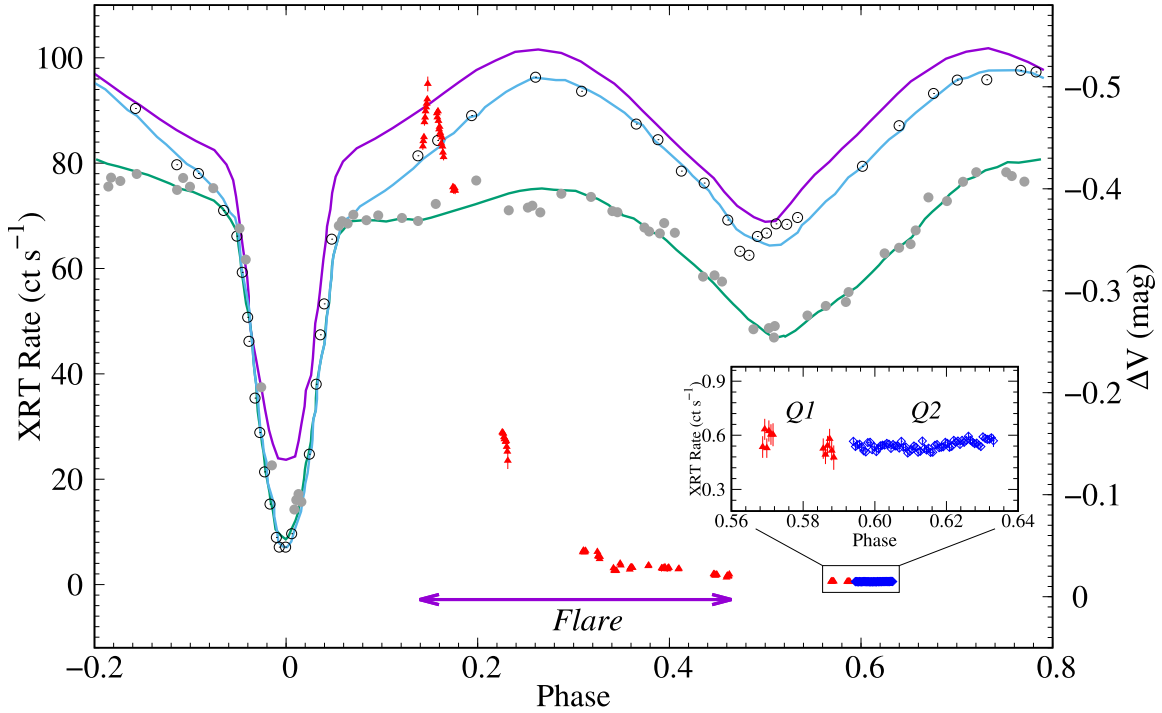 XRT Rate (ct s⁻¹)
100
80
60
40
20
0
−0.5
−0.4
−0.3
−0.2
−0.1
0
ΔV (mag)
Flare
−0.2 0 0.2 0.4 0.6 0.8
Phase
XRT Rate (ct s⁻¹)
0.9
0.6
0.3
Q1 Q2
0.56 0.58 0.60 0.62 0.64
Phase